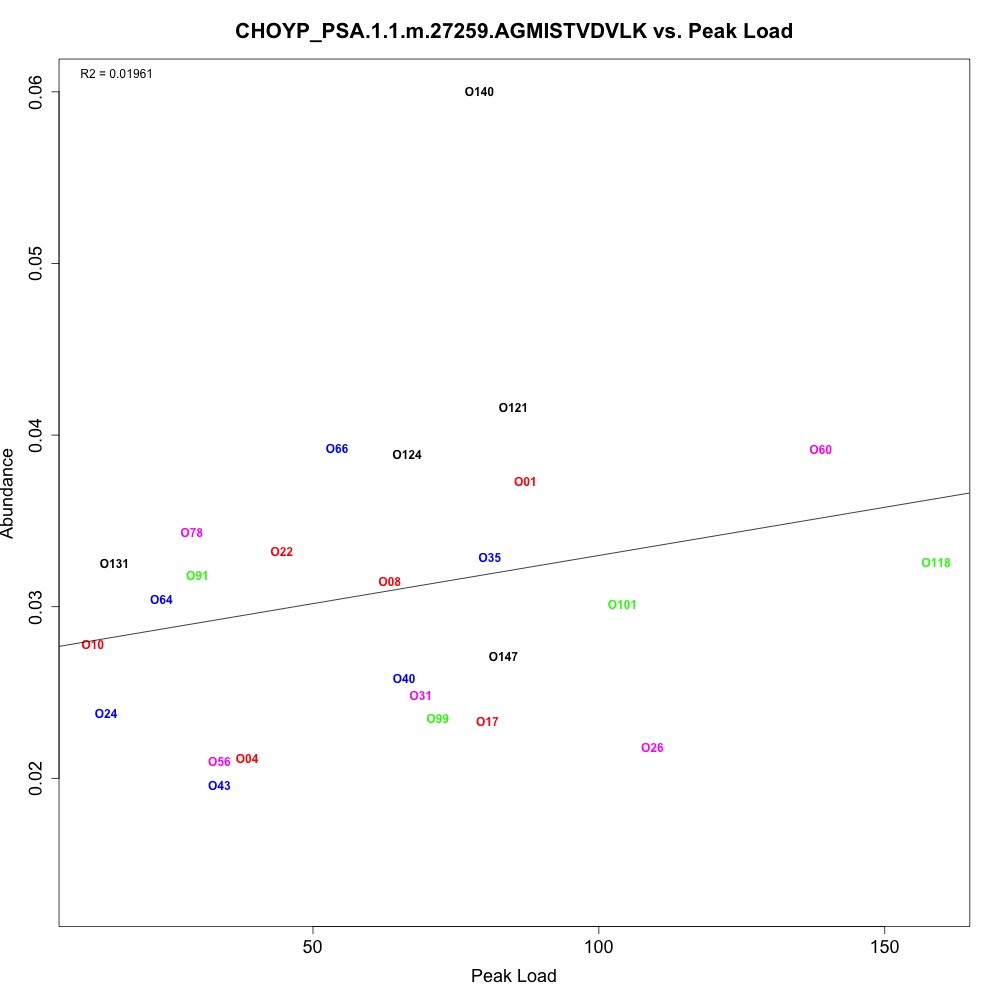 CHOYP_PSA.1.1.m.27259.AGMISTVDVLK vs. Peak Load
R2 = 0.01961
0.06
O140
0.05
O121
0.04
O66
O60
O124
O01
Abundance
O78
O22
O35
O131
O118
O91
O08
O64
O101
0.03
O10
O147
O40
O31
O24
O99
O17
O26
O04
O56
0.02
O43
50
100
150
Peak Load